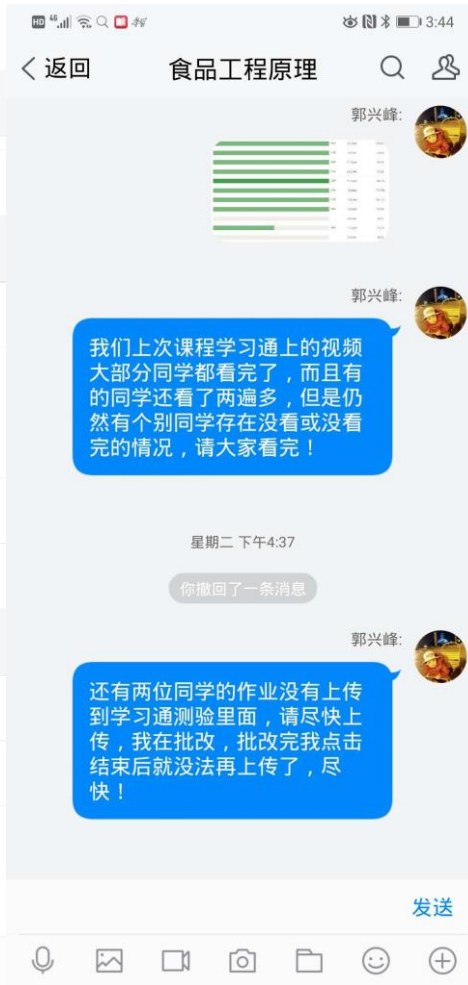 HD 46 3:44
返回 食品工程原理
郭兴峰:
郭兴峰:
我们上次课程学习通上的视频
大部分同学都看完了，而且有
的同学还看了两遍多，但是仍
然有个别同学存在没看或没看
完的情况，请大家看完！
星期二 下午4:37
你撤回了一条消息
郭兴峰:
还有两位同学的作业没有上传
到学习通测验里面，请尽快上
传，我在批改，批改完我点击
结束后就没法再上传了，尽
快！
发送